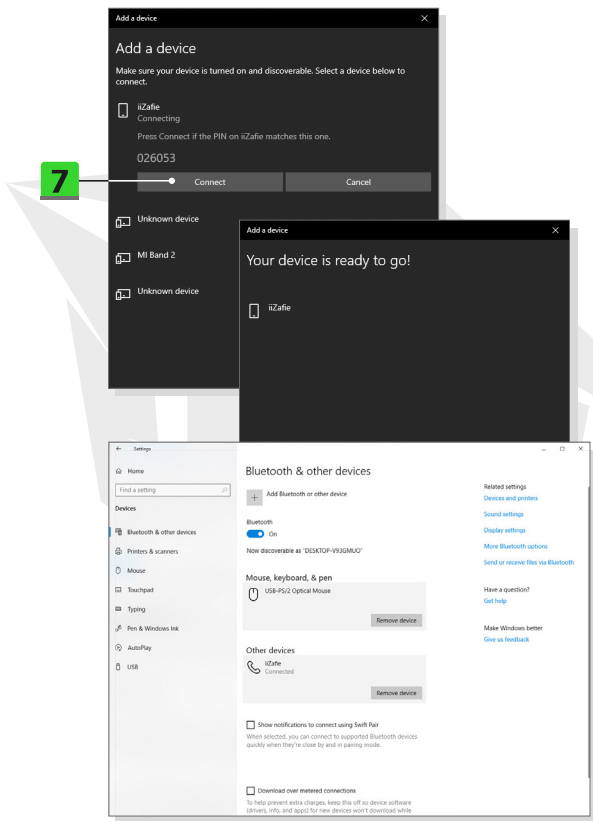 Add a device
Add a device
Make sure your device is turned on and discoverable. Select a device below to
connect.
iiZafie
Connecting
Press Connect if the PIN on iiZafie matches this one.
026053
7
Connect
Cancel
Unknown device
MI Band 2
Unknown device
Add a device
Your device is ready to go!
iiZafie
Settings
Home
Find a setting
Devices
Bluetooth & other devices
Printers & scanners
Mouse
Touchpad
Typing
Pen & Windows Ink
AutoPlay
USB
Bluetooth & other devices
Add Bluetooth or other device
Bluetooth
On
Now discoverable as "DESKTOP-V93GMUO"
Mouse, keyboard, & pen
USB-PS/2 Optical Mouse
Remove device
Other devices
iiZafie
Connected
Remove device
Show notifications to connect using Swift Pair
When selected, you can connect to supported Bluetooth devices
quickly when they're close by and in pairing mode.
Download over metered connections
To help prevent extra charges, keep this off so device software
(drivers, info, and apps) for new devices won't download while
Related settings
Devices and printers
Sound settings
Display settings
More Bluetooth options
Send or receive files via Bluetooth
Have a question?
Get help
Make Windows better
Give us feedback